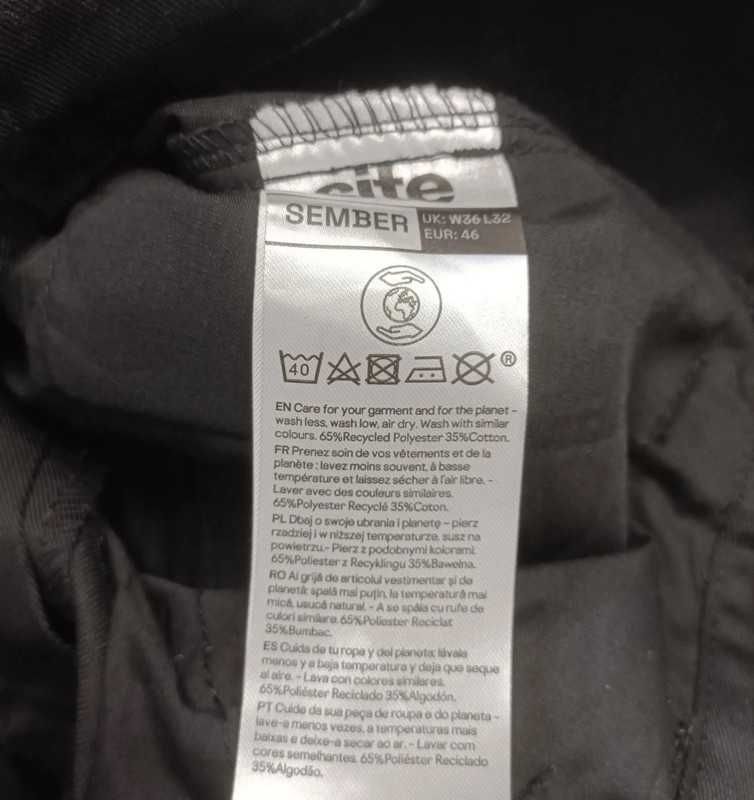 site
SEMBER
UK: W36 L32
EUR: 46
40
®
EN Care for your garment and for the planet -
wash less, wash low, air dry. Wash with similar
colours. 65%Recycled Polyester 35%Cotton.
FR Prenez soin de vos vêtements et de la
planète : lavez moins souvent, à basse
température et laissez sécher à l'air libre. -
Laver avec des couleurs similaires.
65%Polyester Recyclé 35%Coton.
PL Dbaj o swoje ubrania i planetę - pierz
rzadziej i w niższej temperaturze, susz na
powietrzu.- Pierz z podobnymi kolorami.
65%Poliester z Recyklingu 35%Bawełna.
RO Ai grijă de articolul vestimentar și de
planetă: spală mai puțin, la temperatură mai
mică, usucă natural. - A se spăla cu rufe de
culori similare. 65%Poliester Reciclat
35%Bumbac.
ES Cuida de tu ropa y del planeta: lávala
menos y a baja temperatura y deja que seque
al aire. - Lava con colores similares.
65%Poliéster Reciclado 35%Algodón.
PT Cuida da sua peça de roupa e do planeta -
lave-a menos vezes, a temperaturas mais
baixas e deixe-a secar ao ar. - Lavar com
cores semelhantes. 65%Poliéster Reciclado
35%Algodão.